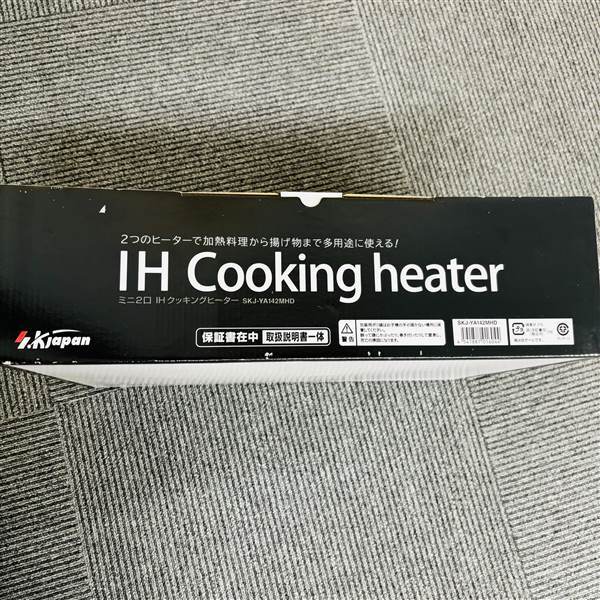 2つのヒーターで加熱料理から揚げ物まで多用途に使える!
IH Cooking heater
ミニ2口 IHクッキングヒーター SKJ-YA142MHD
S.Kjapan
保証書在中 取扱説明書一体
警告
SKJ-YA142MHD